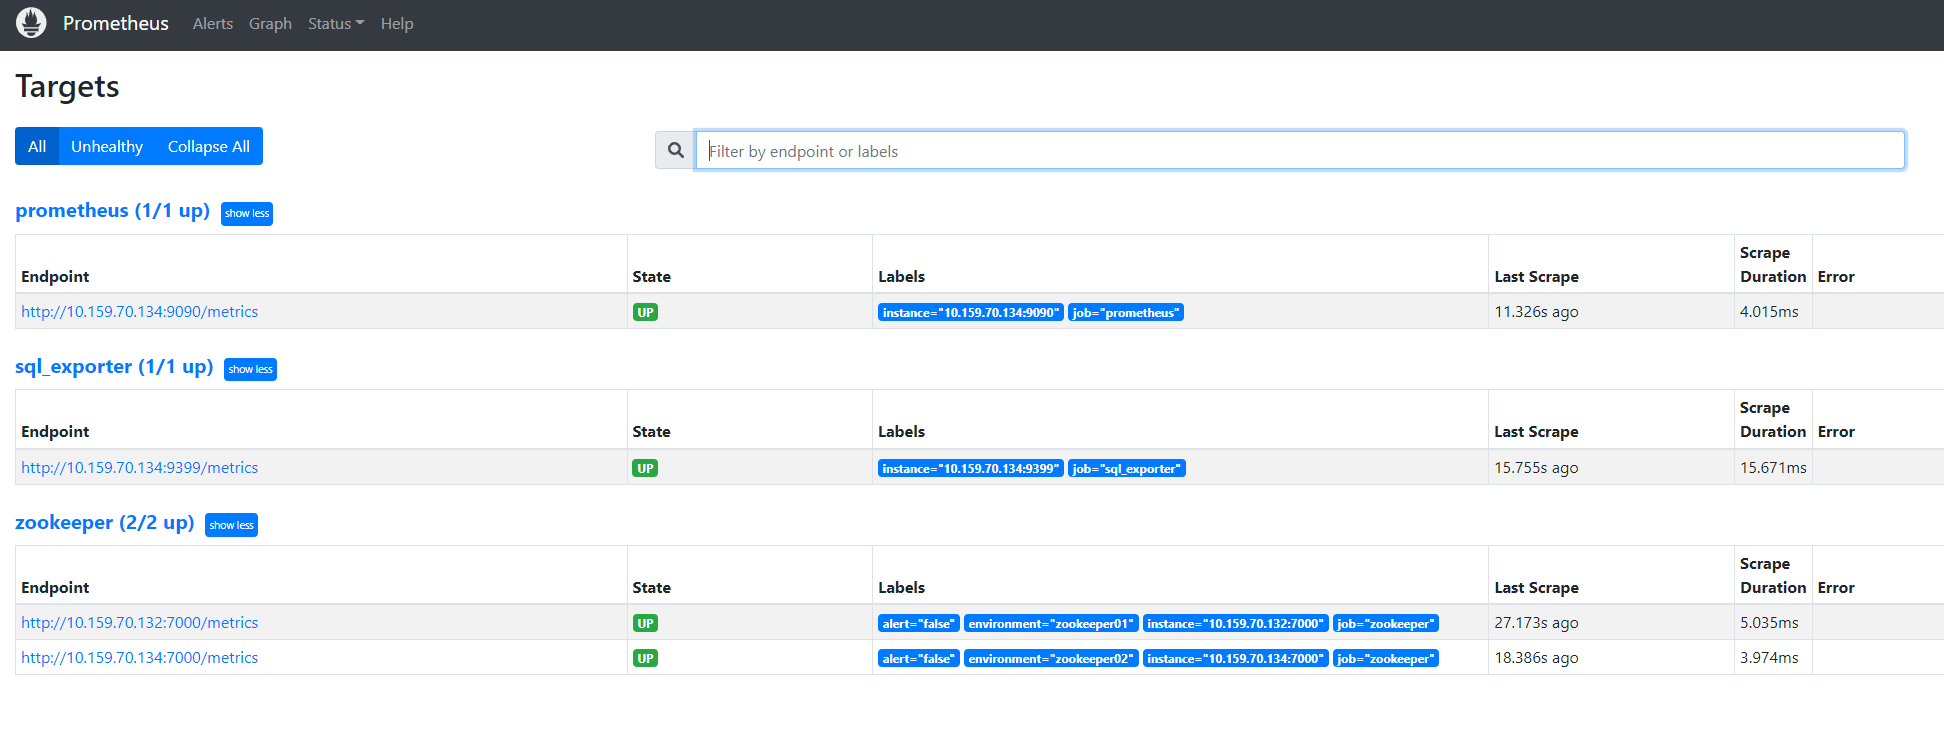 Prometheus Alerts Graph Status Help
Targets
All Unhealthy Collapse All
Filter by endpoint or labels
prometheus (1/1 up) show less
Endpoint State Labels Last Scrape Scrape Duration Error
http://10.159.70.134:9090/metrics UP instance="10.159.70.134:9090" job="prometheus" 11.326s ago 4.015ms
sql_exporter (1/1 up) show less
Endpoint State Labels Last Scrape Scrape Duration Error
http://10.159.70.134:9399/metrics UP instance="10.159.70.134:9399" job="sql_exporter" 15.755s ago 15.671ms
zookeeper (2/2 up) show less
Endpoint State Labels Last Scrape Scrape Duration Error
http://10.159.70.132:7000/metrics UP alert="false" environment="zookeeper01" instance="10.159.70.132:7000" job="zookeeper" 27.173s ago 5.035ms
http://10.159.70.134:7000/metrics UP alert="false" environment="zookeeper02" instance="10.159.70.134:7000" job="zookeeper" 18.386s ago 3.974ms